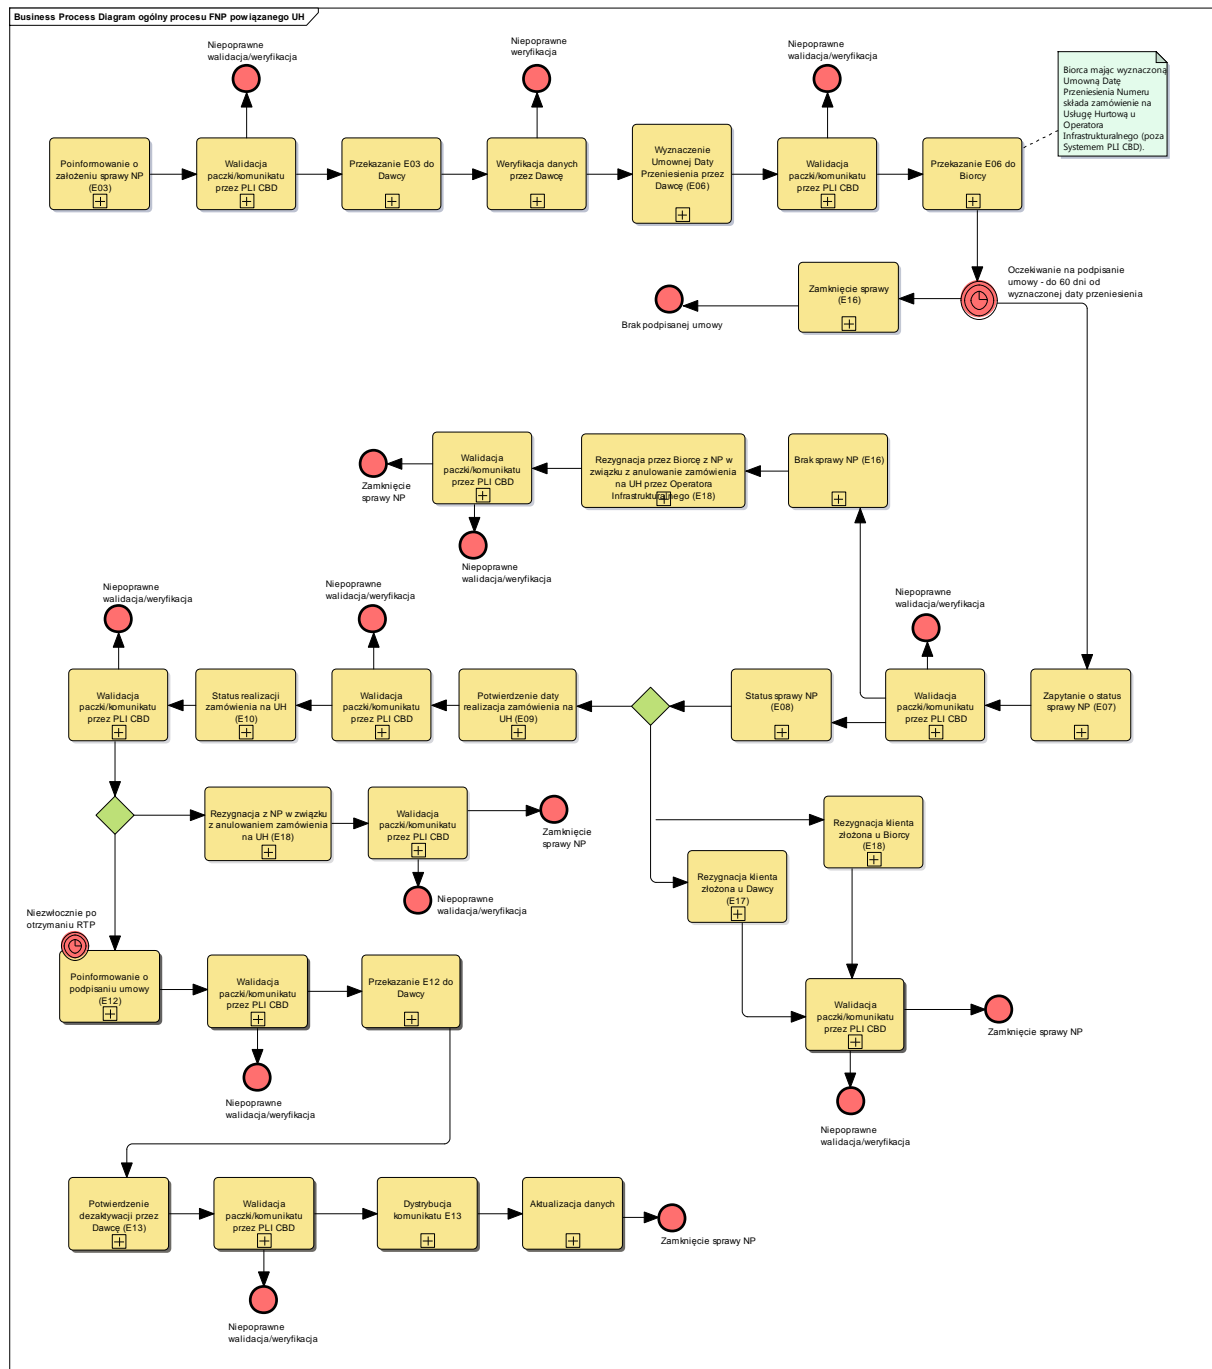 Business Process Diagram ogólny procesu FNP powiązanego UH
Niepoprawne
walidacja/weryfikacja
Niepoprawne
weryfikacja
Niepoprawne
walidacja/weryfikacja
Biorca mając wyznaczoną
Umowną Datę
Przeniesienia Numeru
składa zamówienie na
Usługę Hurtową u
Operatora
Infrastrukturalnego (poza
Systemem PLI CBD).
Poinformowanie o
założeniu sprawy NP
(E03)
Walidacja
paczki/komunikatu
przez PLI CBD
Przekazanie E03 do
Dawcy
Weryfikacja danych
przez Dawcę
Wyznaczenie
Umownej Daty
Przeniesienia przez
Dawcę (E06)
Walidacja
paczki/komunikatu
przez PLI CBD
Przekazanie E06 do
Biorcy
Oczekiwanie na podpisanie
umowy - do 60 dni od
wyznaczonej daty przeniesienia
Zamknięcie sprawy
(E16)
Brak podpisanej umowy
Walidacja
paczki/komunikatu
przez PLI CBD
Rezygnacja przez Biorcę z NP w
związku z anulowanie zamówienia
na UH przez Operatora
Infrastrukturalnego (E18)
Brak sprawy NP (E16)
Zamknięcie
sprawy NP
Niepoprawne
walidacja/weryfikacja
Niepoprawne
walidacja/weryfikacja
Niepoprawne
walidacja/weryfikacja
Niepoprawne
walidacja/weryfikacja
Walidacja
paczki/komunikatu
przez PLI CBD
Status realizacji
zamówienia na UH
(E10)
Walidacja
paczki/komunikatu
przez PLI CBD
Potwierdzenie daty
realizacja zamówienia na
UH (E09)
Status sprawy NP
(E08)
Walidacja
paczki/komunikatu
przez PLI CBD
Zapytanie o status
sprawy NP (E07)
Rezygnacja z NP w związku
z anulowaniem zamówienia
na UH (E18)
Walidacja
paczki/komunikatu
przez PLI CBD
Zamknięcie
sprawy NP
Rezygnacja klienta
złożona u Biorcy
(E18)
Rezygnacja klienta
złożona u Dawcy
(E17)
Niepoprawne
walidacja/weryfikacja
Niezwłocznie po
otrzymaniu RTP
Poinformowanie o
podpisaniu umowy
(E12)
Walidacja
paczki/komunikatu
przez PLI CBD
Przekazanie E12 do
Dawcy
Walidacja
paczki/komunikatu
przez PLI CBD
Zamknięcie sprawy NP
Niepoprawne
walidacja/weryfikacja
Niepoprawne
walidacja/weryfikacja
Potwierdzenie
dezaktywacji przez
Dawcę (E13)
Walidacja
paczki/komunikatu
przez PLI CBD
Dystrybucja
komunikatu E13
Aktualizacja danych
Zamknięcie sprawy NP
Niepoprawne
walidacja/weryfikacja